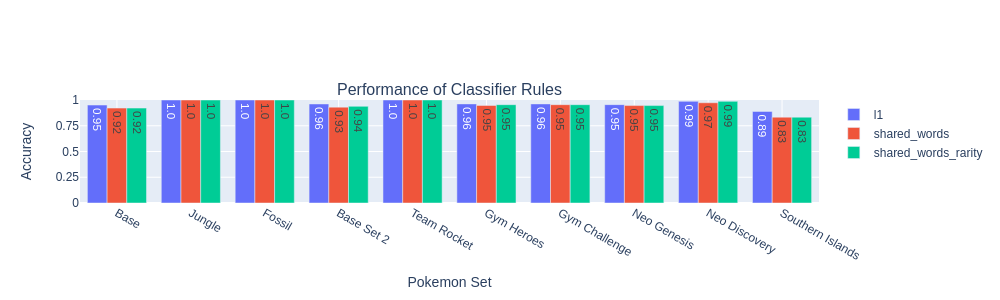 Performance of Classifier Rules
Accuracy
1
0.75
0.5
0.25
0
0.95 0.92 0.92
1.0 1.0 1.0
1.0 1.0 1.0
0.96 0.93 0.94
1.0 1.0 1.0
0.96 0.95 0.95
0.96 0.95 0.95
0.95 0.95 0.95
0.99 0.97 0.99
0.89 0.83 0.83
Base
Jungle
Fossil
Base Set 2
Team Rocket
Gym Heroes
Gym Challenge
Neo Genesis
Neo Discovery
Southern Islands
Pokemon Set
l1
shared_words
shared_words_rarity